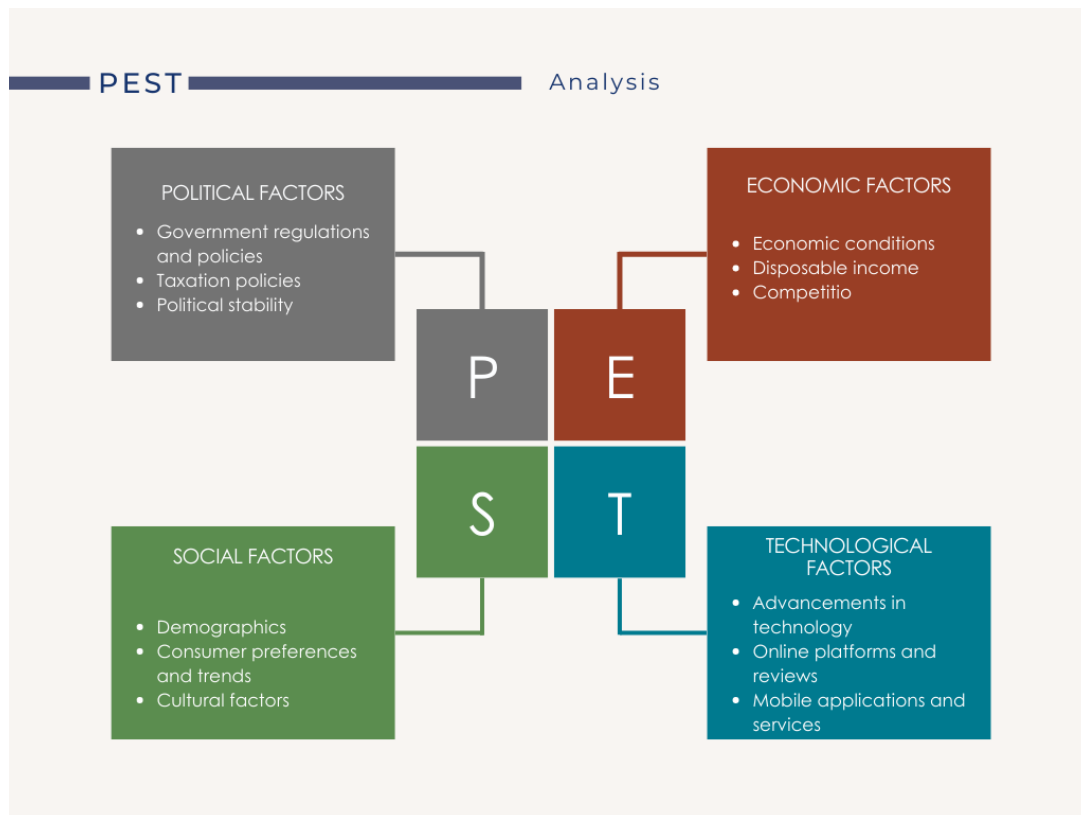 PEST Analysis
POLITICAL FACTORS
• Government regulations
and policies
• Taxation policies
• Political stability
ECONOMIC FACTORS
• Economic conditions
• Disposable income
• Competitio
P
E
S
T
SOCIAL FACTORS
• Demographics
• Consumer preferences
and trends
• Cultural factors
TECHNOLOGICAL
FACTORS
• Advancements in
technology
• Online platforms and
reviews
• Mobile applications and
services